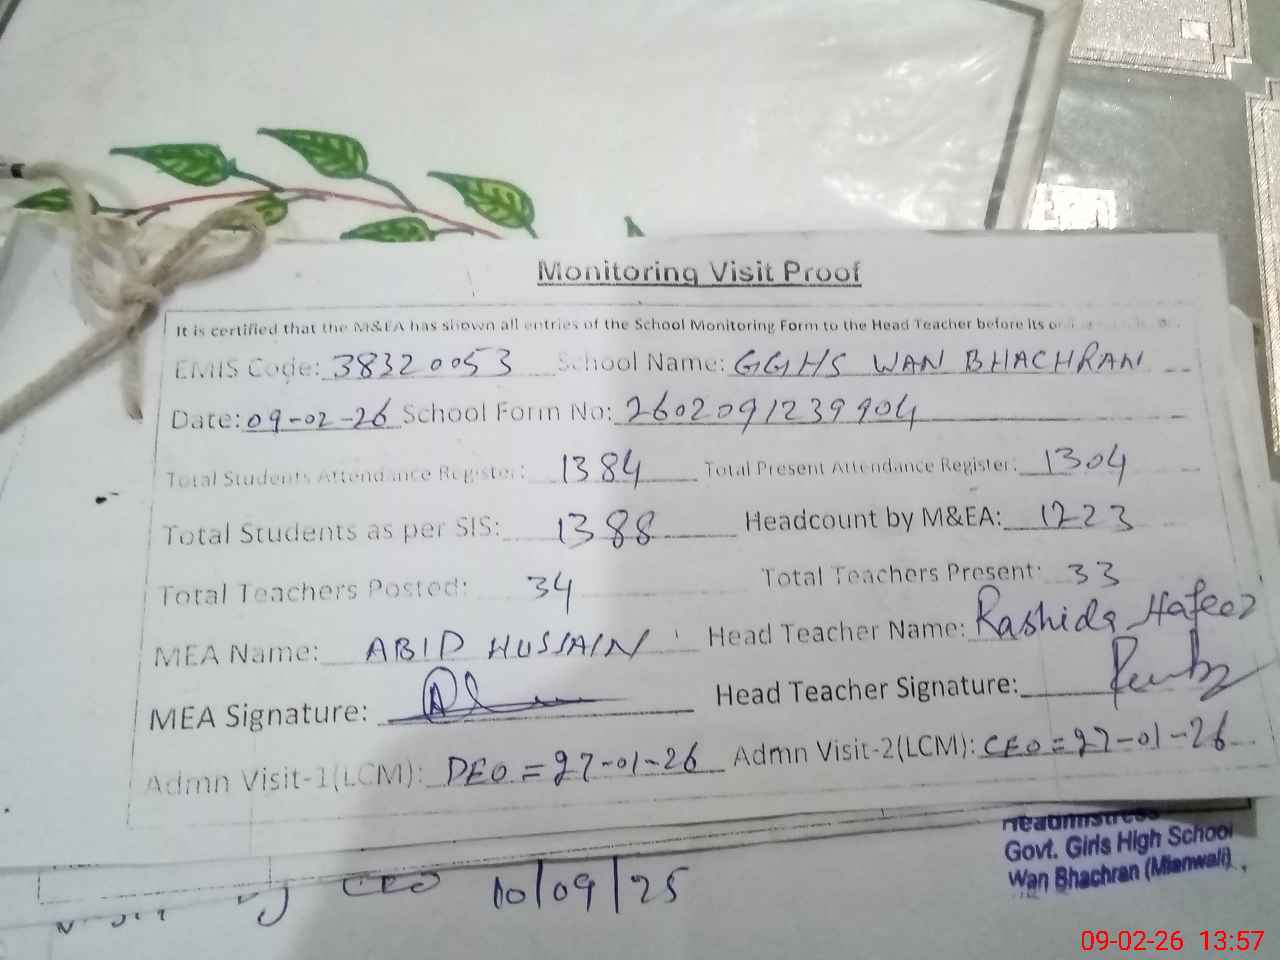 Monitoring Visit Proof
It is certified that the M&EA has shown all entries of the School Monitoring Form to the Head Teacher before its
EMIS Code: 38320053 School Name: GGHS WAN BHACHRAN
Date: 09-02-26 School Form No: 2602091239904
Total Students Attendance Register: 1384 Total Present Attendance Register: 1304
Total Students as per SIS: 1388 Headcount by M&EA: 1223
Total Teachers Posted: 34 Total Teachers Present: 33
MEA Name: ABID HUSSAIN Head Teacher Name: Rashida Hafeez
MEA Signature: Head Teacher Signature:
Admn Visit-1(LCM): DEO = 27-01-26 Admn Visit-2(LCM): CEO = 27-01-26
Headmistress
Govt. Girls High School
Wan Bhachran (Mianwali)
CEO 10/09/25
09-02-26 13:57